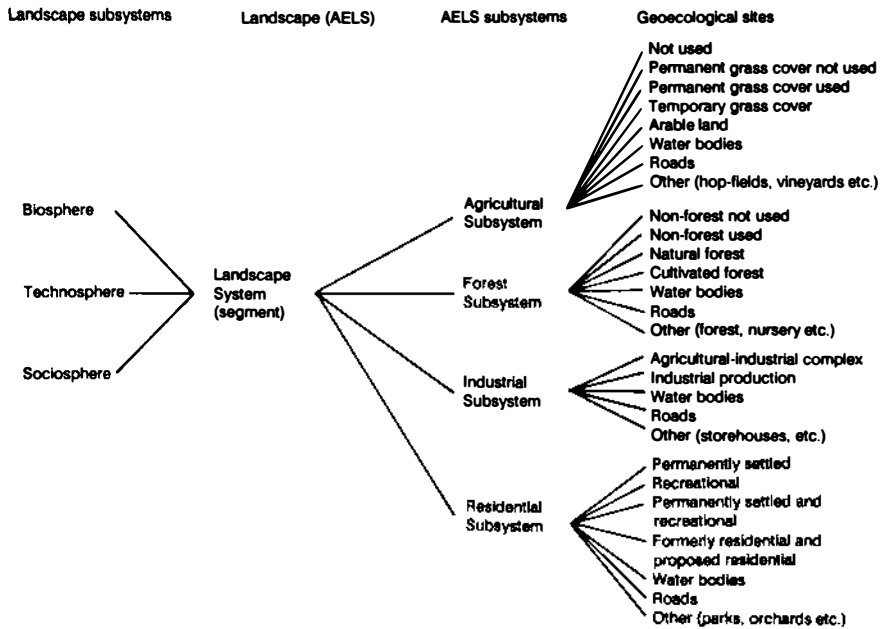 Landscape subsystems
Landscape (AELS)
AELS subsystems
Geoecological sites
Biosphere
Technosphere
Sociosphere
Landscape
System
(segment)
Agricultural
Subsystem
Forest
Subsystem
Industrial
Subsystem
Residential
Subsystem
Not used
Permanent grass cover not used
Permanent grass cover used
Temporary grass cover
Arable land
Water bodies
Roads
Other (hop-fields, vineyards etc.)
Non-forest not used
Non-forest used
Natural forest
Cultivated forest
Water bodies
Roads
Other (forest, nursery etc.)
Agricultural-industrial complex
Industrial production
Water bodies
Roads
Other (storehouses, etc.)
Permanently settled
Recreational
Permanently settled and
recreational
Formerly residential and
proposed residential
Water bodies
Roads
Other (parks, orchards etc.)